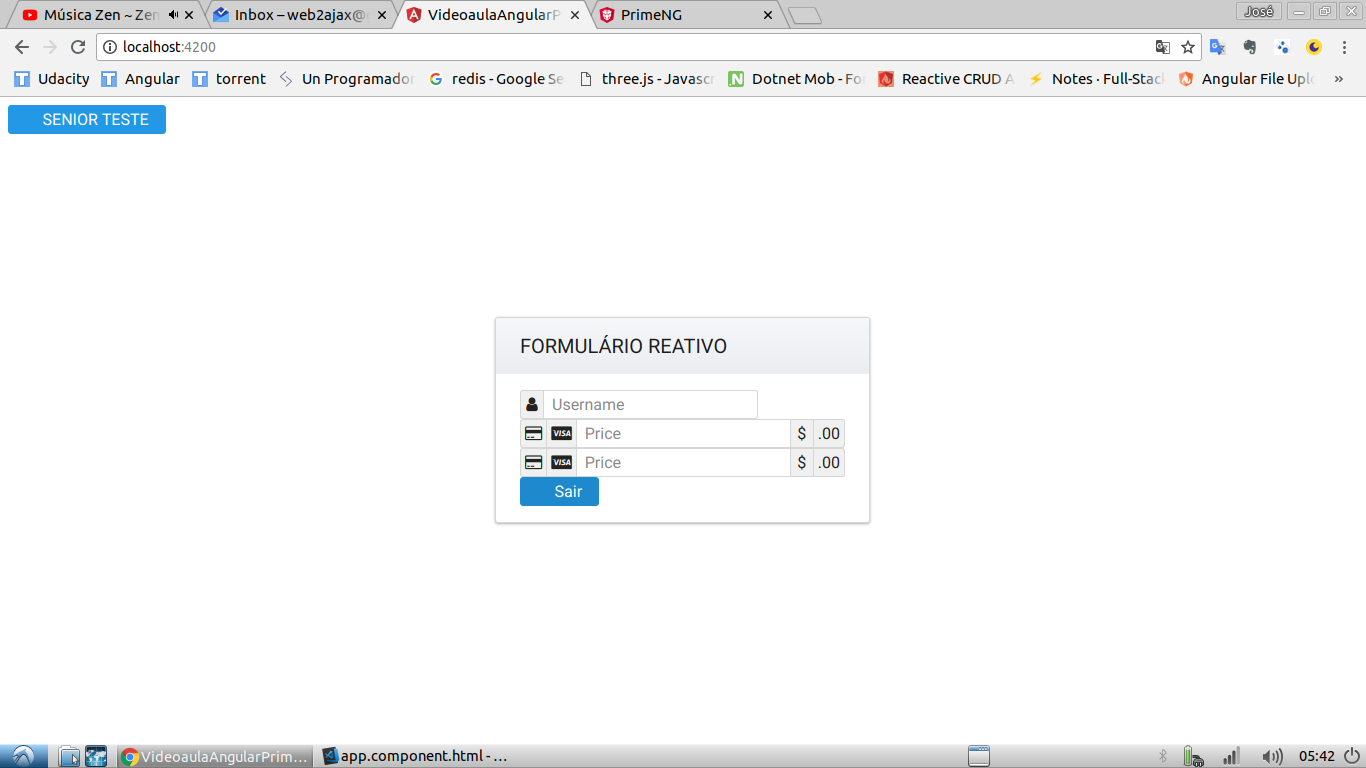 Música Zen ~ Zen
Inbox – web2ajax@
VideoaulaAngularP
PrimeNG
José
localhost:4200
Udacity
Angular
torrent
Un Programador
redis - Google Se
three.js - Javascr
Dotnet Mob - Fo
Reactive CRUD A
Notes · Full-Stack
Angular File Uplo
»
SENIOR TESTE
FORMULÁRIO REATIVO
Username
VISA Price $ .00
VISA Price $ .00
Sair
VideoaulaAngularPrim...
app.component.html - ...
05:42